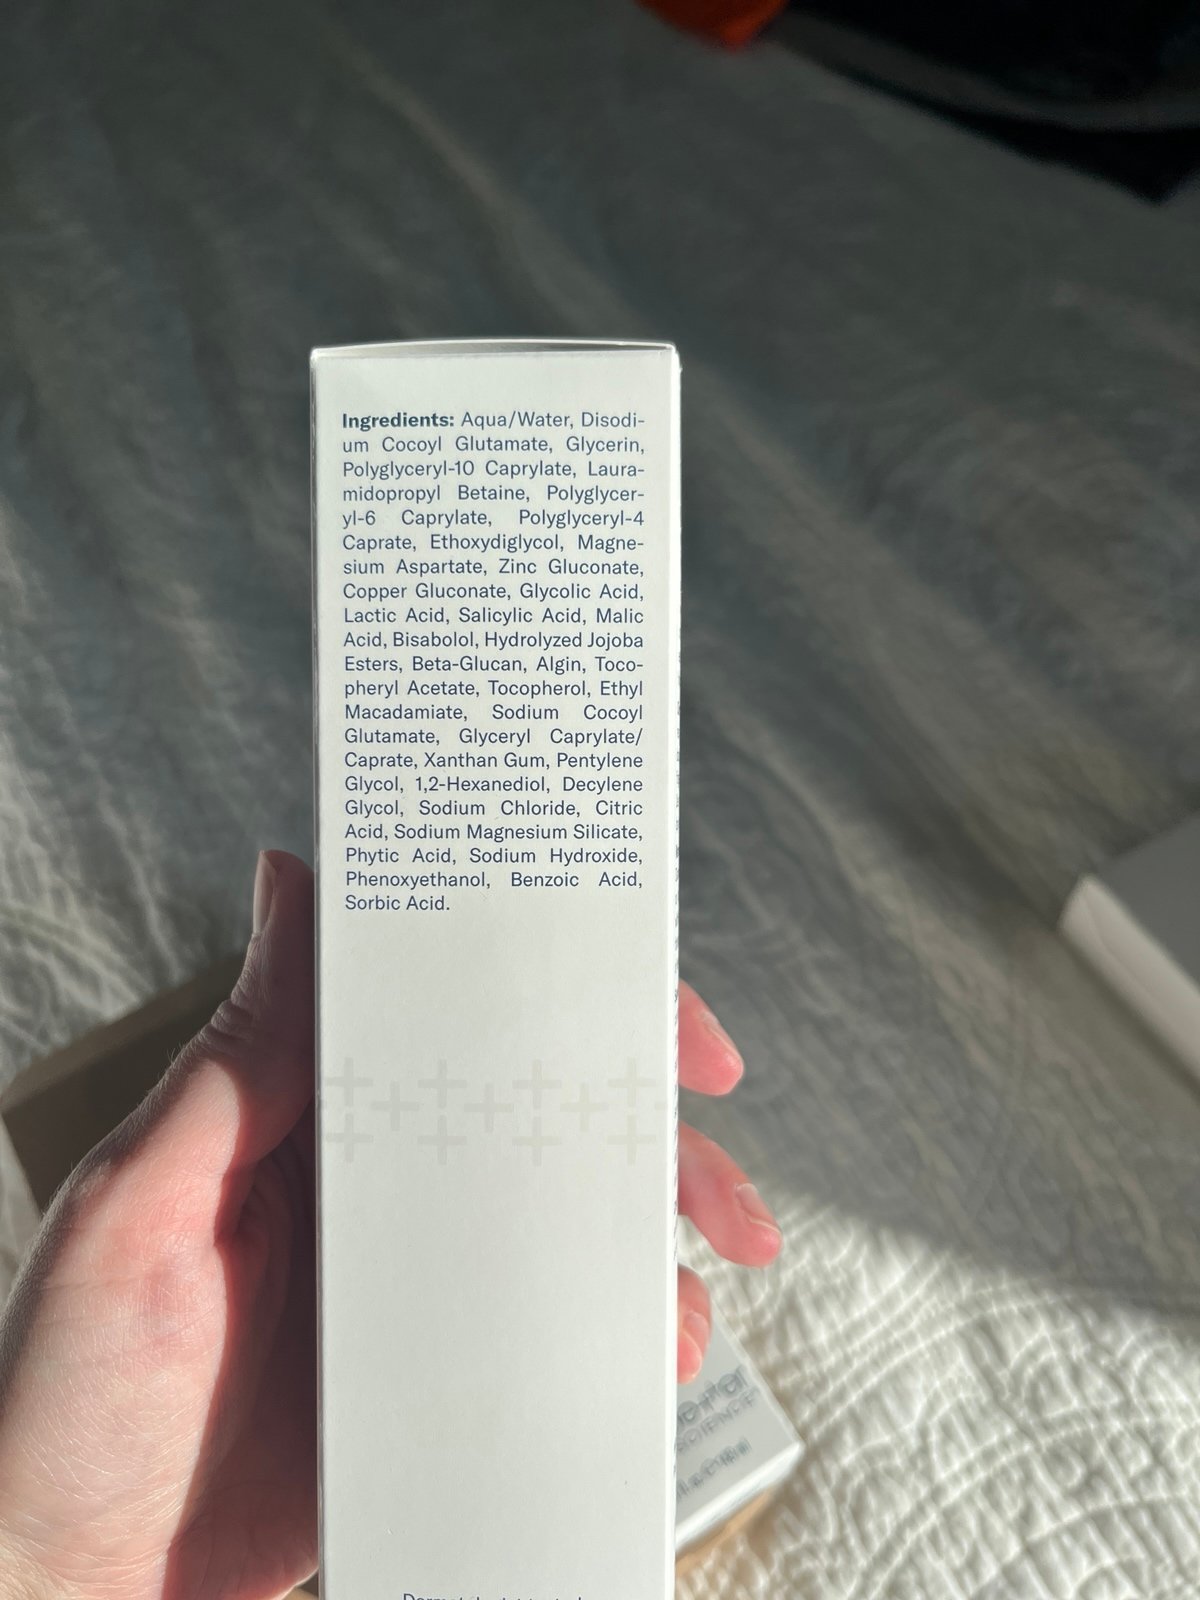 Ingredients: Aqua/Water, Disodi-
um Cocoyl Glutamate, Glycerin,
Polyglyceryl-10 Caprylate, Laura-
midopropyl Betaine, Polyglycer-
yl-6 Caprylate, Polyglyceryl-4
Caprate, Ethoxydiglycol, Magne-
sium Aspartate, Zinc Gluconate,
Copper Gluconate, Glycolic Acid,
Lactic Acid, Salicylic Acid, Malic
Acid, Bisabolol, Hydrolyzed Jojoba
Esters, Beta-Glucan, Algin, Toco-
pheryl Acetate, Tocopherol, Ethyl
Macadamiate, Sodium Cocoyl
Glutamate, Glyceryl Caprylate/
Caprate, Xanthan Gum, Pentylene
Glycol, 1,2-Hexanediol, Decylene
Glycol, Sodium Chloride, Citric
Acid, Sodium Magnesium Silicate,
Phytic Acid, Sodium Hydroxide,
Phenoxyethanol, Benzoic Acid,
Sorbic Acid.